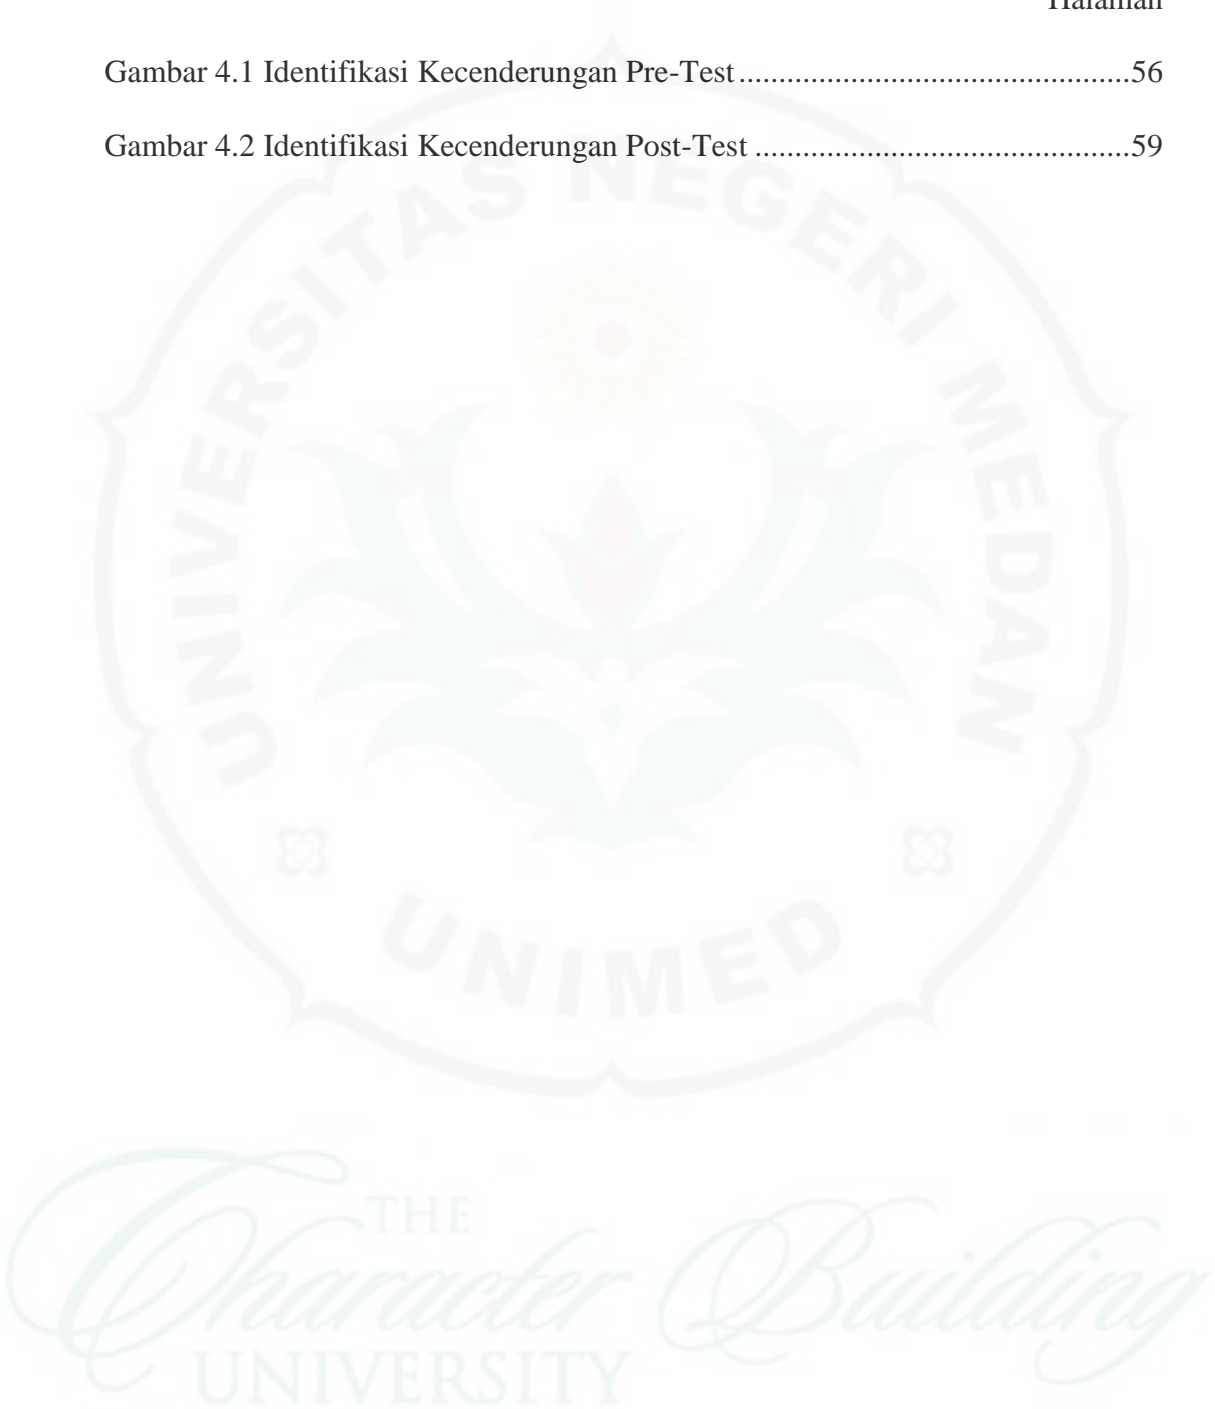 Halaman
Gambar 4.1 Identifikasi Kecenderungan Pre-Test................................................56
Gambar 4.2 Identifikasi Kecenderungan Post-Test ..............................................59
UNIVERSITAS NEGERI MEDAN
UNIMED
THE
Character Building
UNIVERSITY